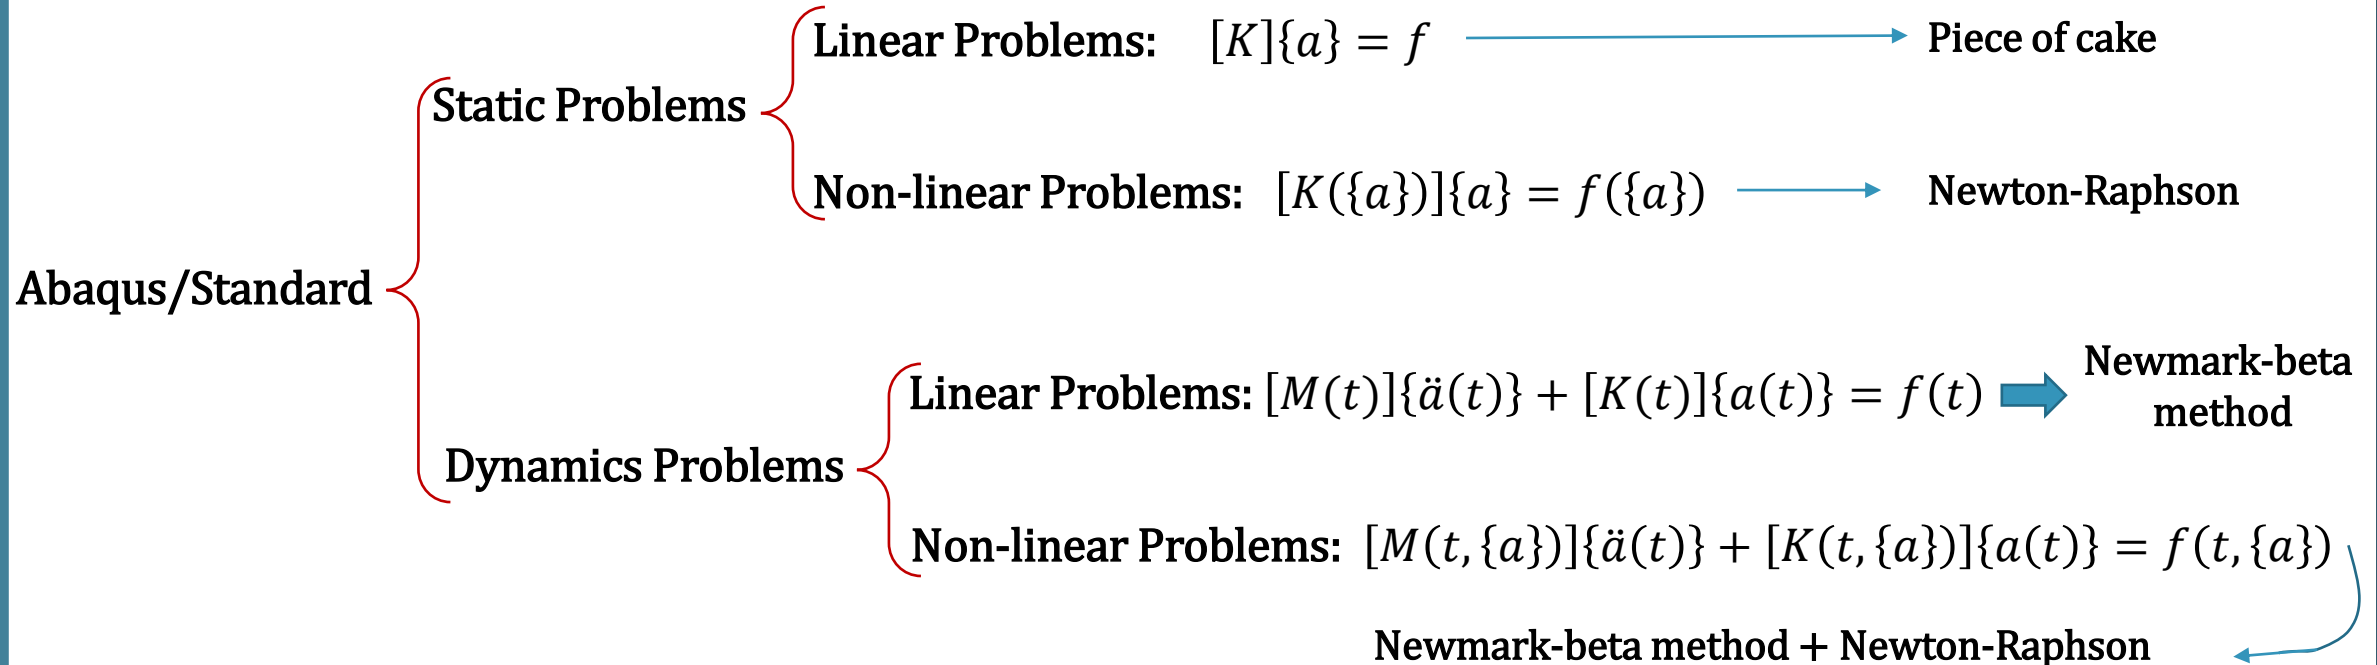 Linear Problems: [K]{a} = f Piece of cake
Static Problems
Non-linear Problems: [K({a})]{a} = f({a}) Newton-Raphson
Abaqus/Standard
Linear Problems: [M(t)]{ä(t)} + [K(t)]{a(t)} = f(t) Newmark-beta
method
Dynamics Problems
Non-linear Problems: [M(t,{a})]{ä(t)} + [K(t,{a})]{a(t)} = f(t,{a})
Newmark-beta method + Newton-Raphson